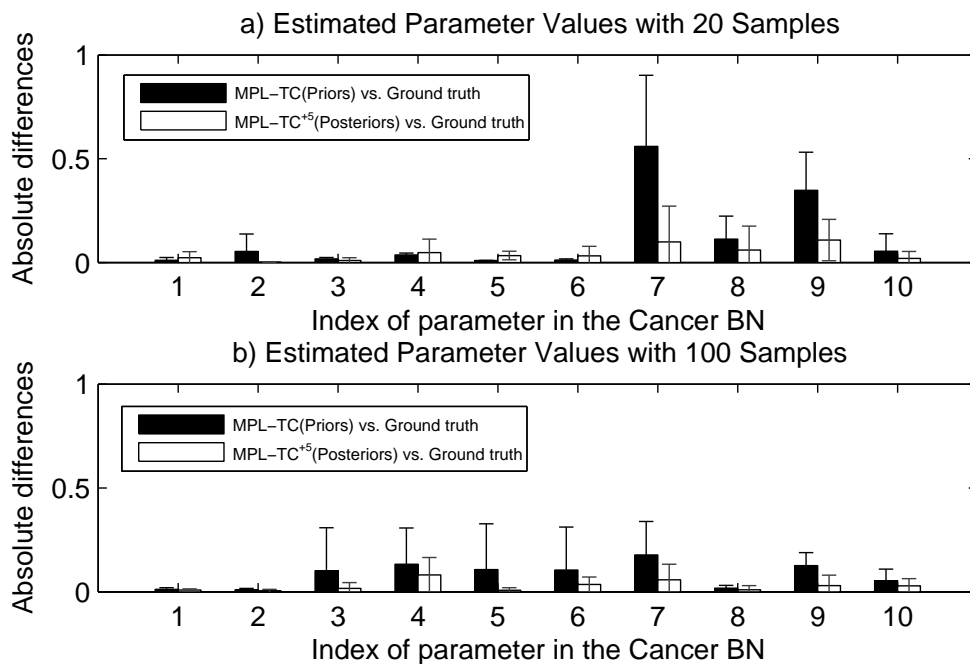 a) Estimated Parameter Values with 20 Samples
1
0.5
0
Absolute differences
MPL−TC(Priors) vs. Ground truth
MPL−TC+5(Posteriors) vs. Ground truth
1 2 3 4 5 6 7 8 9 10
Index of parameter in the Cancer BN
b) Estimated Parameter Values with 100 Samples
1
0.5
0
Absolute differences
MPL−TC(Priors) vs. Ground truth
MPL−TC+5(Posteriors) vs. Ground truth
1 2 3 4 5 6 7 8 9 10
Index of parameter in the Cancer BN